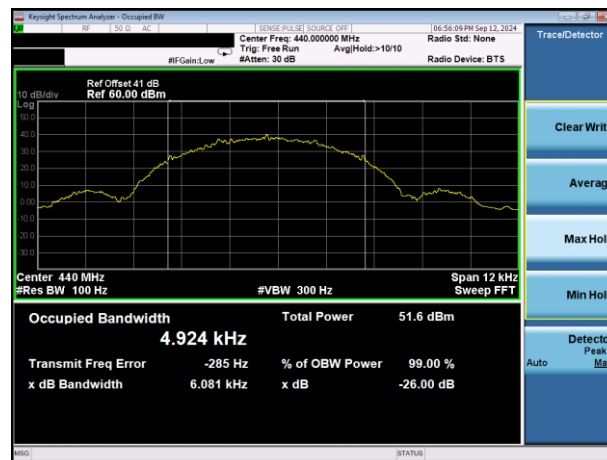 Keysight Spectrum Analyzer - Occupied BW
RF 50 Ω AC SENSE:PULSE SOURCE OFF 06:56:09 PM Sep 12, 2024
Center Freq: 440.000000 MHz Radio Std: None
Trig: Free Run Avg|Hold:>10/10
#IFGain:Low #Atten: 30 dB Radio Device: BTS
Trace/Detector
Ref Offset 41 dB
10 dB/div Ref 60.00 dBm
Log
50.0
40.0
30.0
20.0
10.0
0.00
-10.0
-20.0
-30.0
Center 440 MHz Span 12 kHz
#Res BW 100 Hz #VBW 300 Hz Sweep FFT
Occupied Bandwidth Total Power 51.6 dBm
4.924 kHz
Transmit Freq Error -285 Hz % of OBW Power 99.00 %
x dB Bandwidth 6.081 kHz x dB -26.00 dB
Clear Writ
Averag
Max Hol
Min Hol
Detecto
Peak
Auto Ma
MSG STATUS